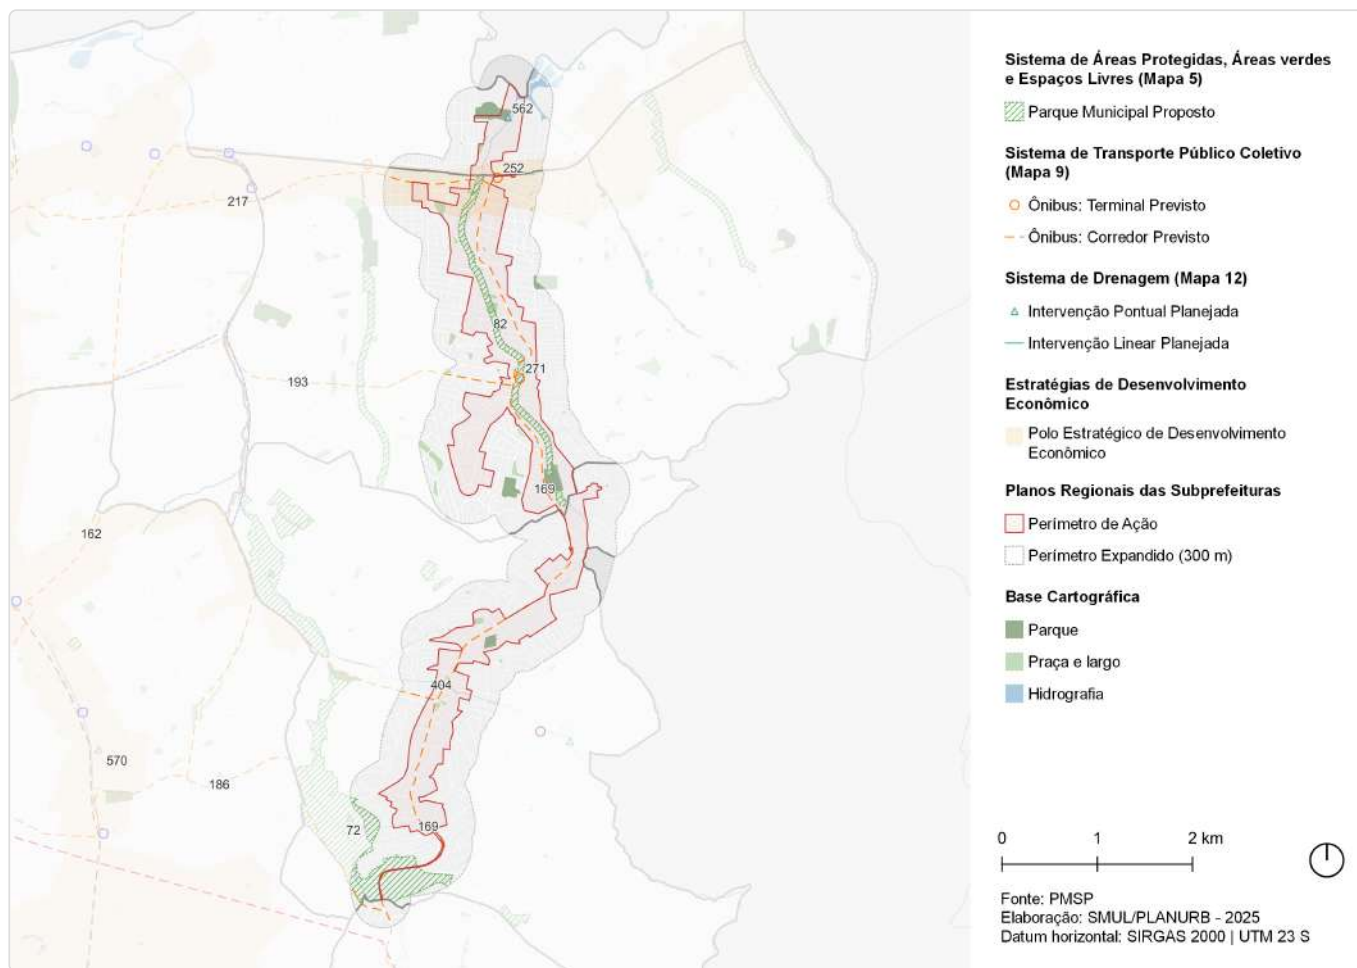 562
252
217
82
271
193
169
162
404
570
186
72
169
Sistema de Áreas Protegidas, Áreas verdes
e Espaços Livres (Mapa 5)
Parque Municipal Proposto
Sistema de Transporte Público Coletivo
(Mapa 9)
Ônibus: Terminal Previsto
Ônibus: Corredor Previsto
Sistema de Drenagem (Mapa 12)
Intervenção Pontual Planejada
Intervenção Linear Planejada
Estratégias de Desenvolvimento
Econômico
Polo Estratégico de Desenvolvimento
Econômico
Planos Regionais das Subprefeituras
Perímetro de Ação
Perímetro Expandido (300 m)
Base Cartográfica
Parque
Praça e largo
Hidrografia
0 1 2 km
Fonte: PMSP
Elaboração: SMUL/PLANURB - 2025
Datum horizontal: SIRGAS 2000 | UTM 23 S